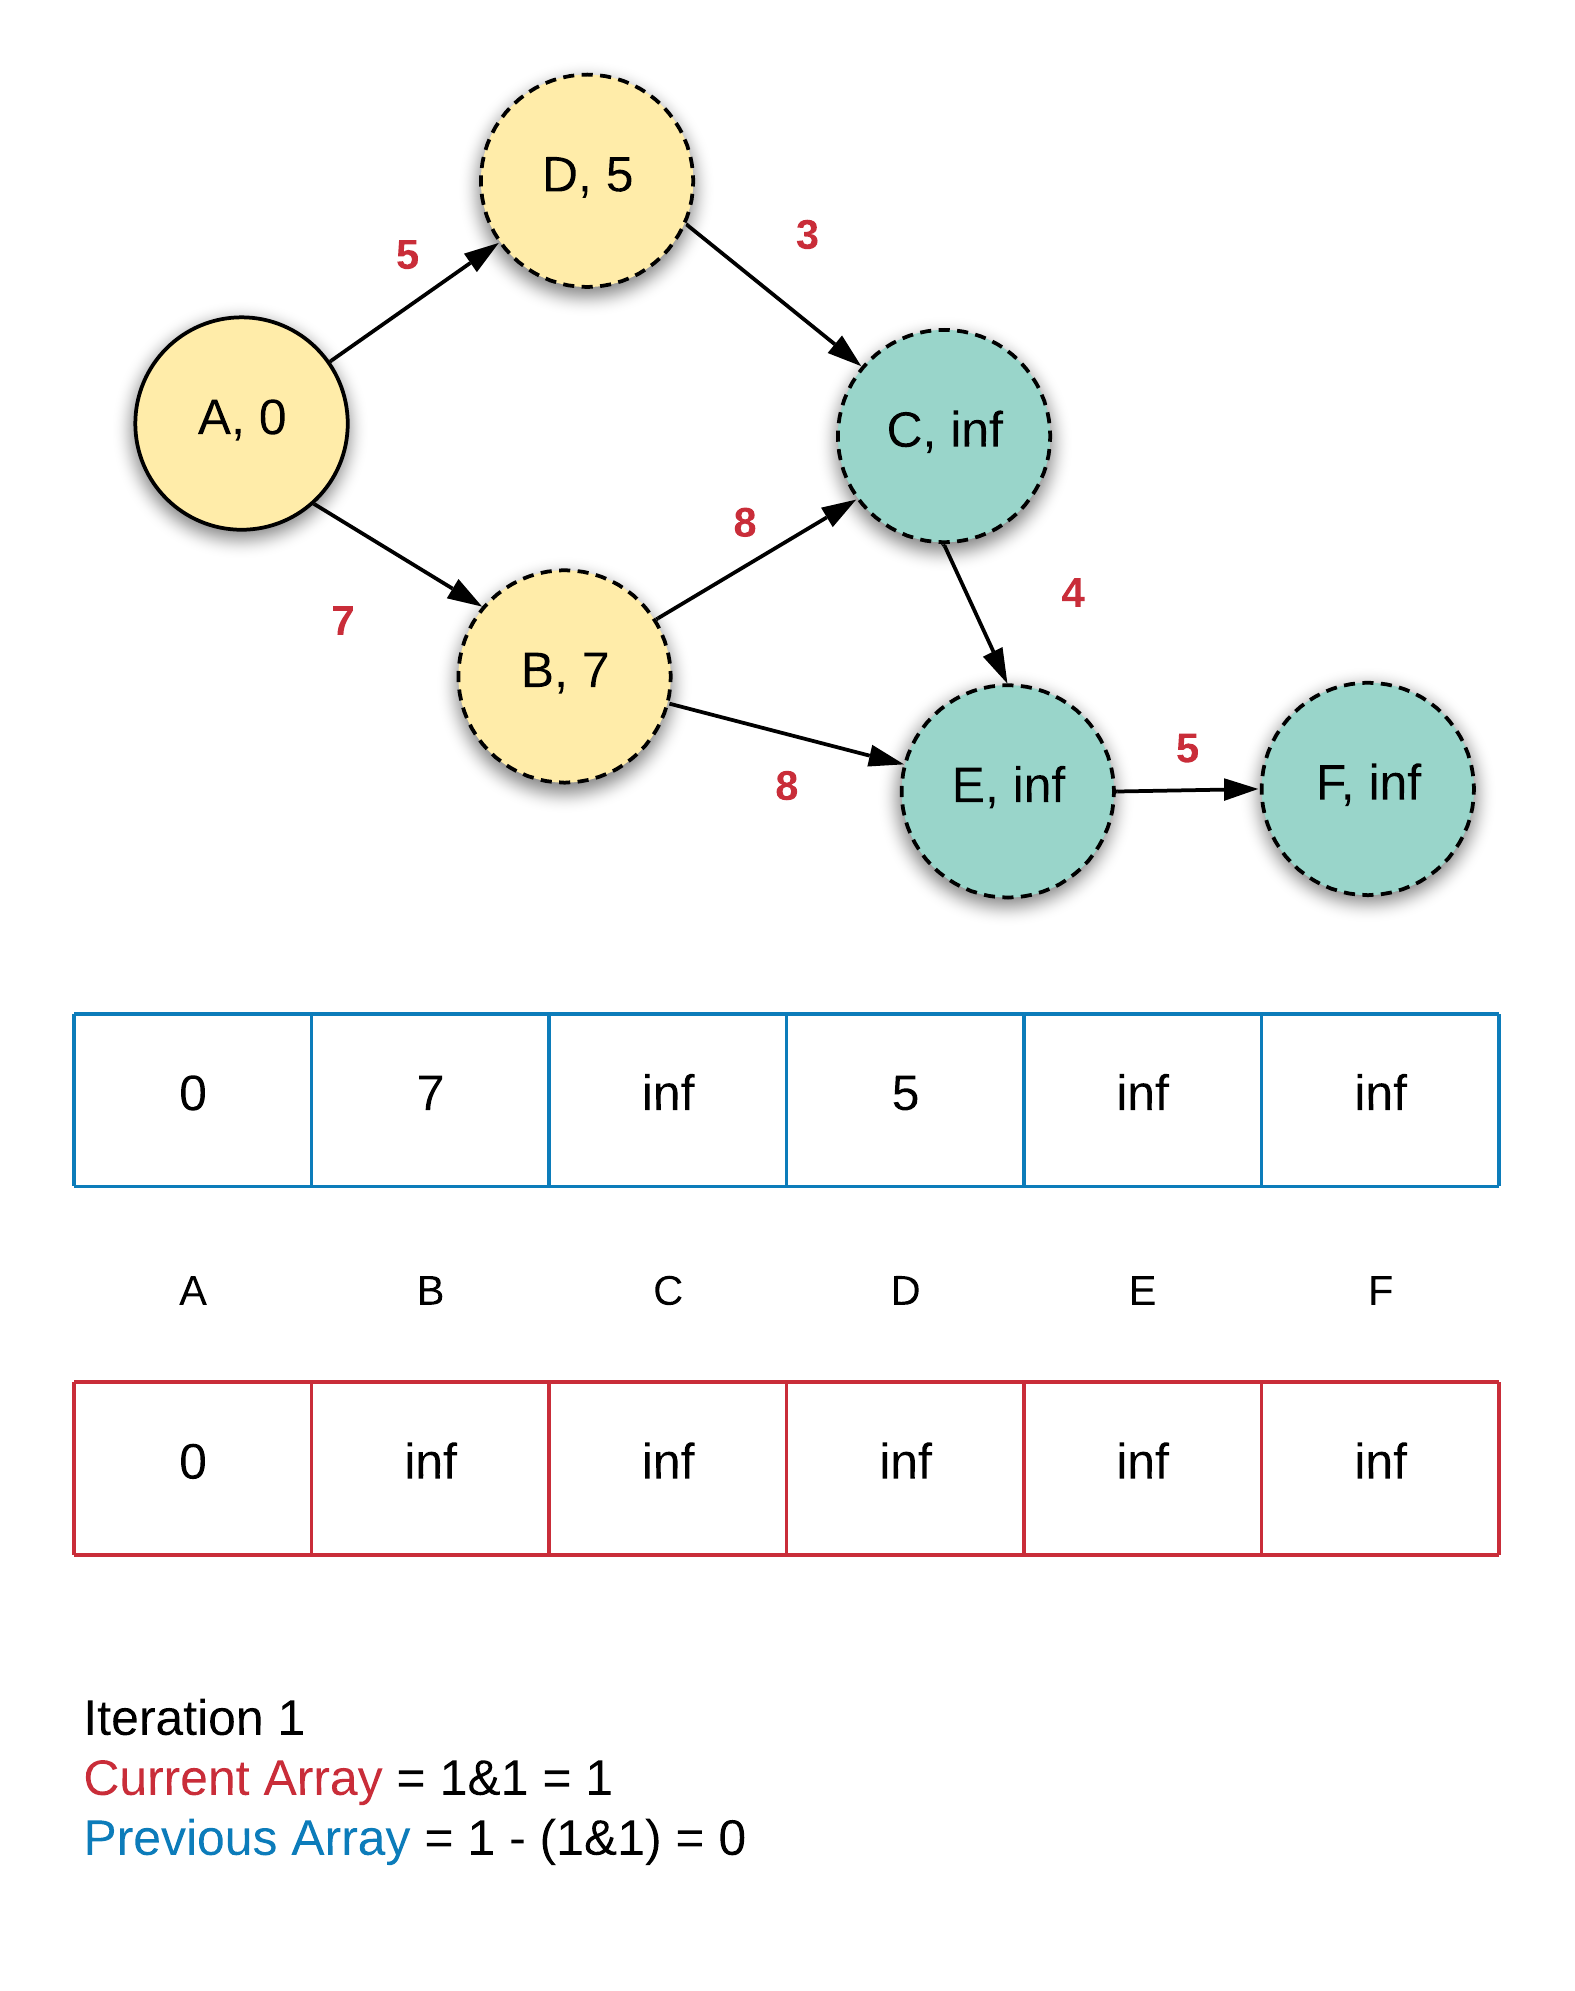 D, 5
3
5
A, 0
C, inf
8
4
7
B, 7
5
E, inf
F, inf
8
0 7 inf 5 inf inf
A B C D E F
0 inf inf inf inf inf
Iteration 1
Current Array = 1&1 = 1
Previous Array = 1 - (1&1) = 0